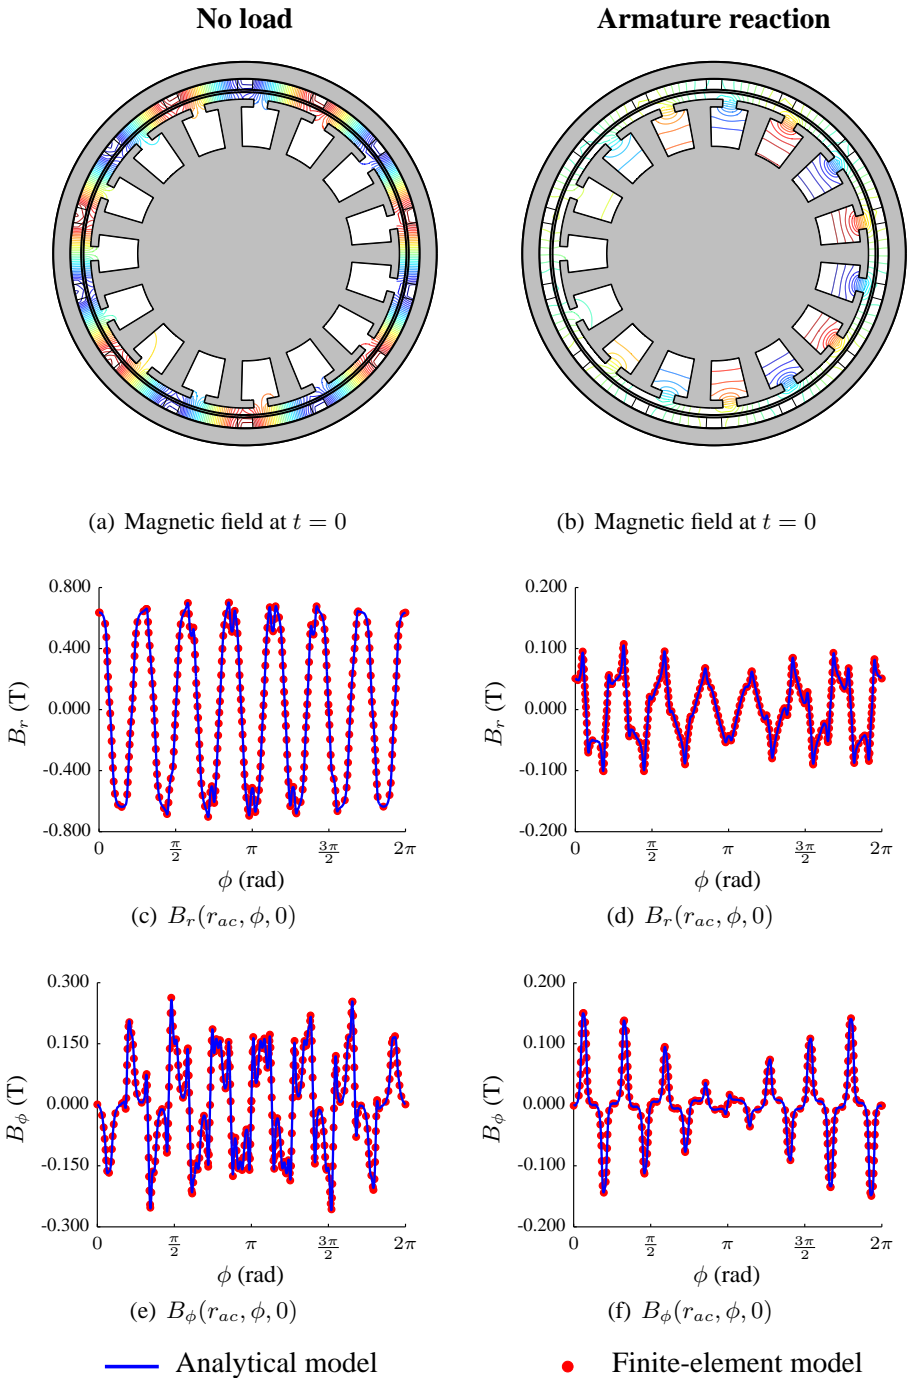 No load Armature reaction
(a) Magnetic field at t = 0 (b) Magnetic field at t = 0
0.800
0.400
0.000
-0.400
-0.800
B_r (T)
0 π/2 π 3π/2 2π
ϕ (rad)
(c) B_r(r_ac, ϕ, 0)
0.200
0.100
0.000
-0.100
-0.200
B_r (T)
0 π/2 π 3π/2 2π
ϕ (rad)
(d) B_r(r_ac, ϕ, 0)
0.300
0.150
0.000
-0.150
-0.300
B_ϕ (T)
0 π/2 π 3π/2 2π
ϕ (rad)
(e) B_ϕ(r_ac, ϕ, 0)
0.200
0.100
0.000
-0.100
-0.200
B_ϕ (T)
0 π/2 π 3π/2 2π
ϕ (rad)
(f) B_ϕ(r_ac, ϕ, 0)
Analytical model Finite-element model